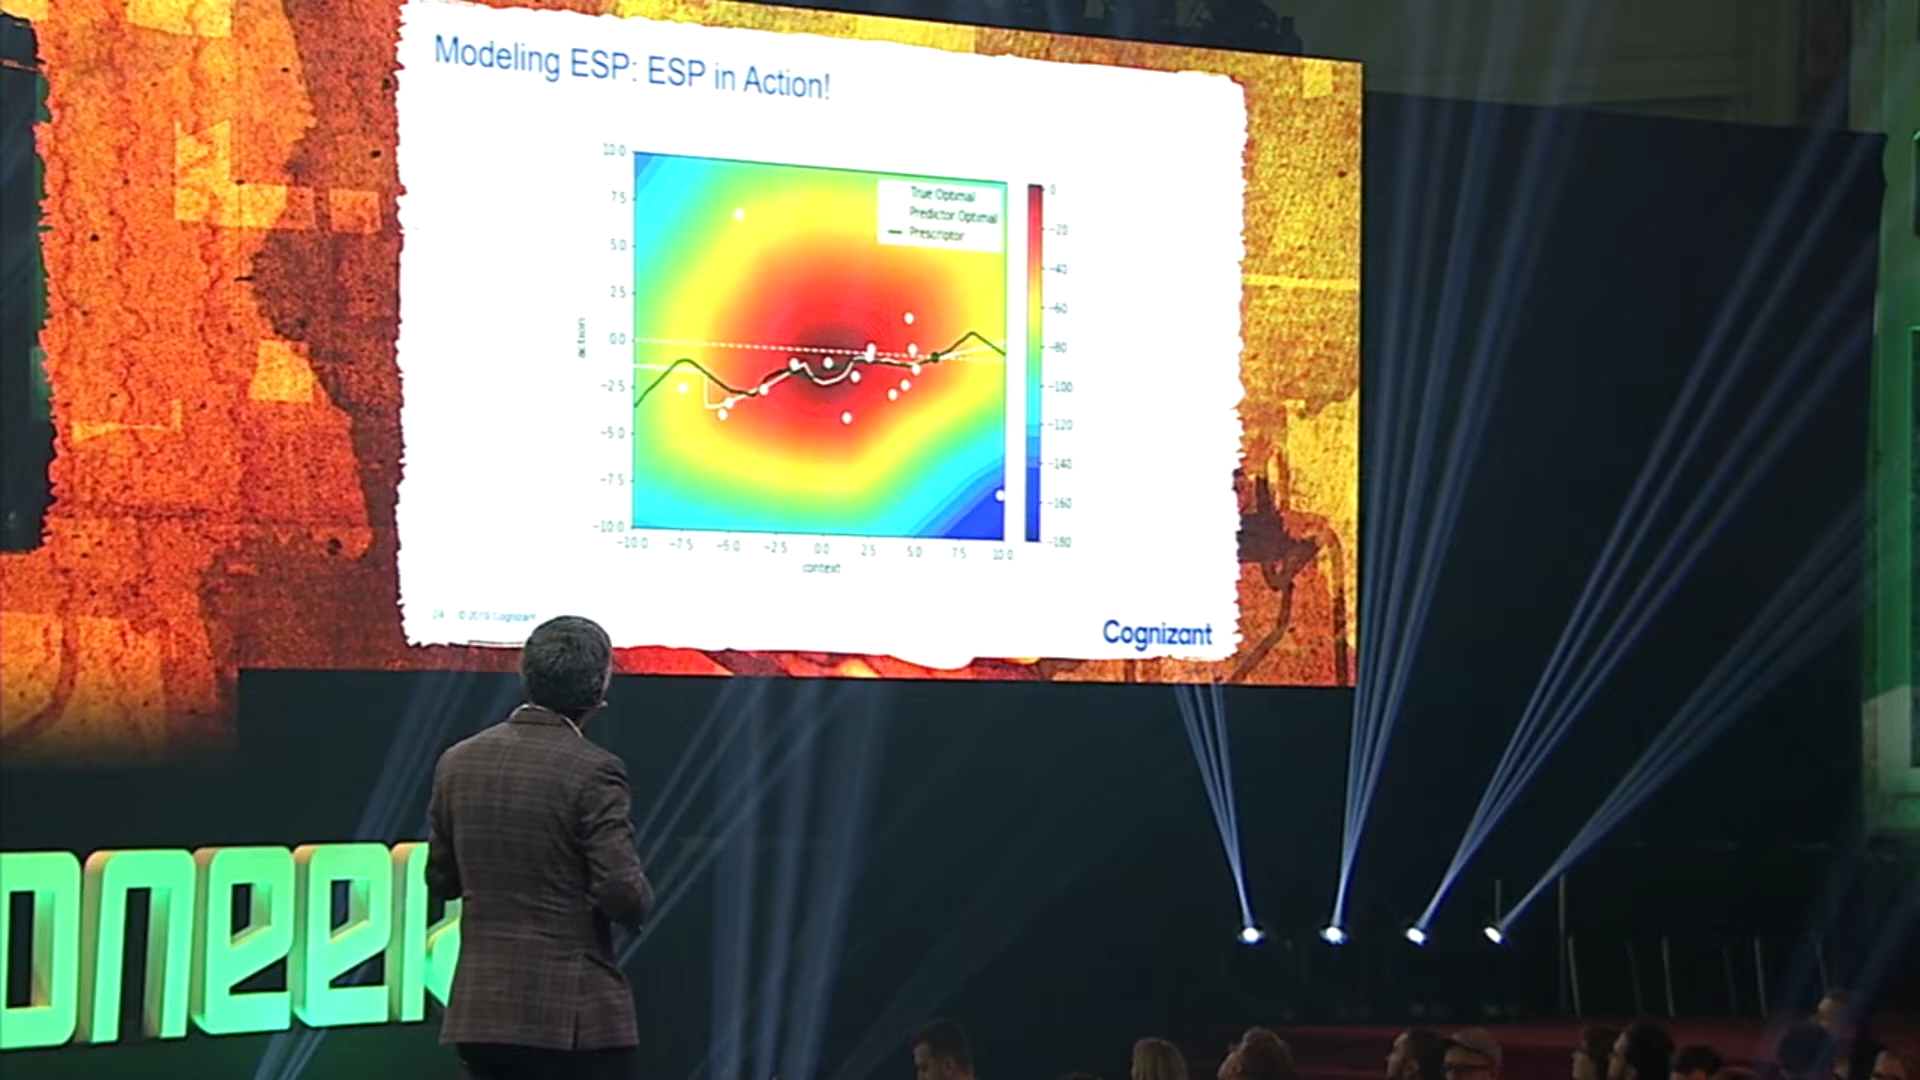 Modeling ESP: ESP in Action!
10.0
7.5
5.0
2.5
0.0
−2.5
−5.0
−7.5
−10.0
action
True Optimal
Predictor Optimal
Prescriptor
0
−20
−40
−60
−80
−100
−120
−140
−160
−180
−10.0 −7.5 −5.0 −2.5 0.0 2.5 5.0 7.5 10.0
context
24 © 2019 Cognizant
Cognizant
oneer